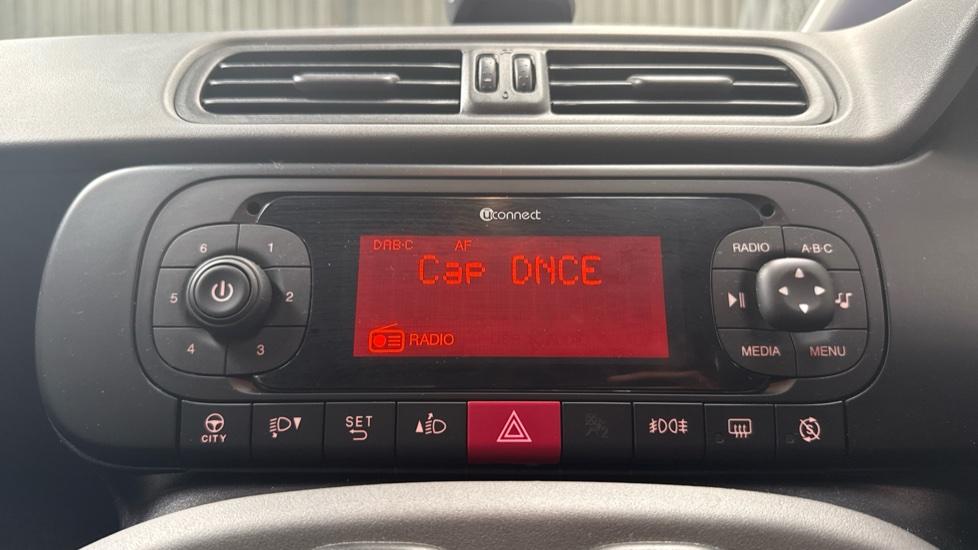 uconnect
DAB-C AF
Cap DNCE
RADIO
6 1
5 2
4 3
RADIO A·B·C
MEDIA MENU
CITY
SET